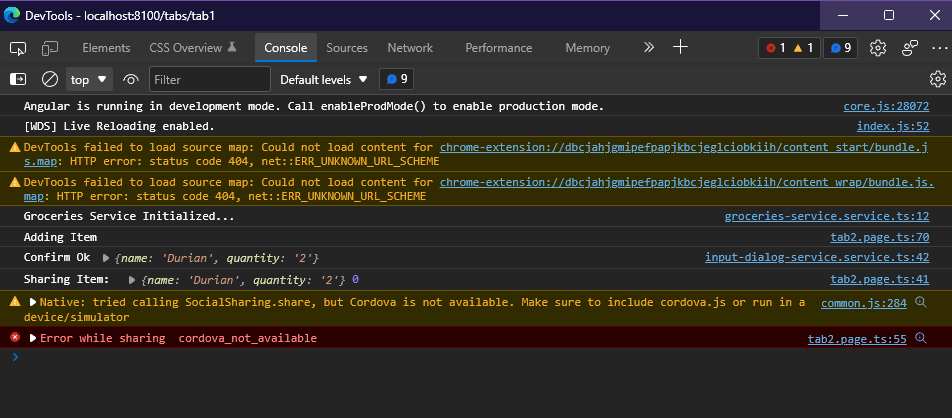 DevTools - localhost:8100/tabs/tab1
Elements CSS Overview Console Sources Network Performance Memory 1 1 9
top Filter Default levels 9
Angular is running in development mode. Call enableProdMode() to enable production mode. core.js:28072
[WDS] Live Reloading enabled. index.js:52
DevTools failed to load source map: Could not load content for chrome-extension://dbcjahjgmipefpapjkbcjeglciobkiih/content_start/bundle.j
s.map: HTTP error: status code 404, net::ERR_UNKNOWN_URL_SCHEME
DevTools failed to load source map: Could not load content for chrome-extension://dbcjahjgmipefpapjkbcjeglciobkiih/content_wrap/bundle.js.
map: HTTP error: status code 404, net::ERR_UNKNOWN_URL_SCHEME
Groceries Service Initialized... groceries-service.service.ts:12
Adding Item tab2.page.ts:70
Confirm Ok {name: 'Durian', quantity: '2'} input-dialog-service.service.ts:42
Sharing Item: {name: 'Durian', quantity: '2'} 0 tab2.page.ts:41
Native: tried calling SocialSharing.share, but Cordova is not available. Make sure to include cordova.js or run in a common.js:284
device/simulator
Error while sharing cordova_not_available tab2.page.ts:55